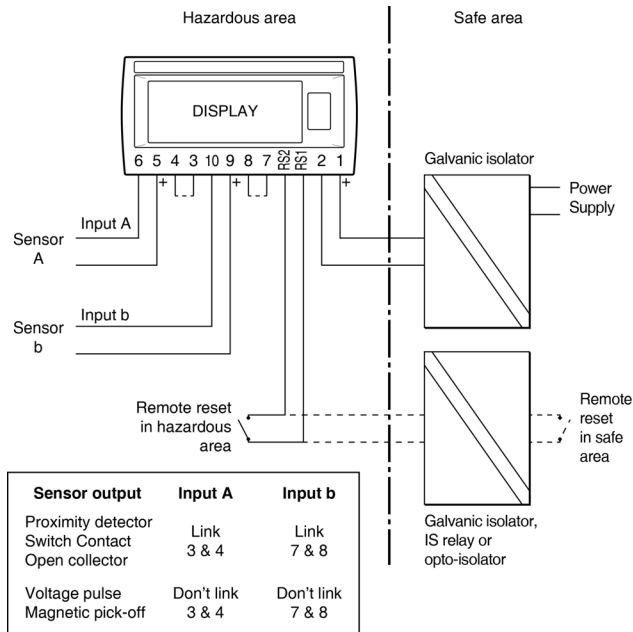 Hazardous area
Safe area
DISPLAY
6 5 4 3 10 9 8 7 RS2 RS1 2 1
+ + +
Galvanic isolator
Power
Supply
Input A
Sensor
A
Input b
Sensor
b
Remote reset
in hazardous
area
Remote
reset
in safe
area
Galvanic isolator,
IS relay or
opto-isolator
Sensor output Input A Input b
Proximity detector
Switch Contact
Open collector
Link
3 & 4
Link
7 & 8
Voltage pulse
Magnetic pick-off
Don't link
3 & 4
Don't link
7 & 8